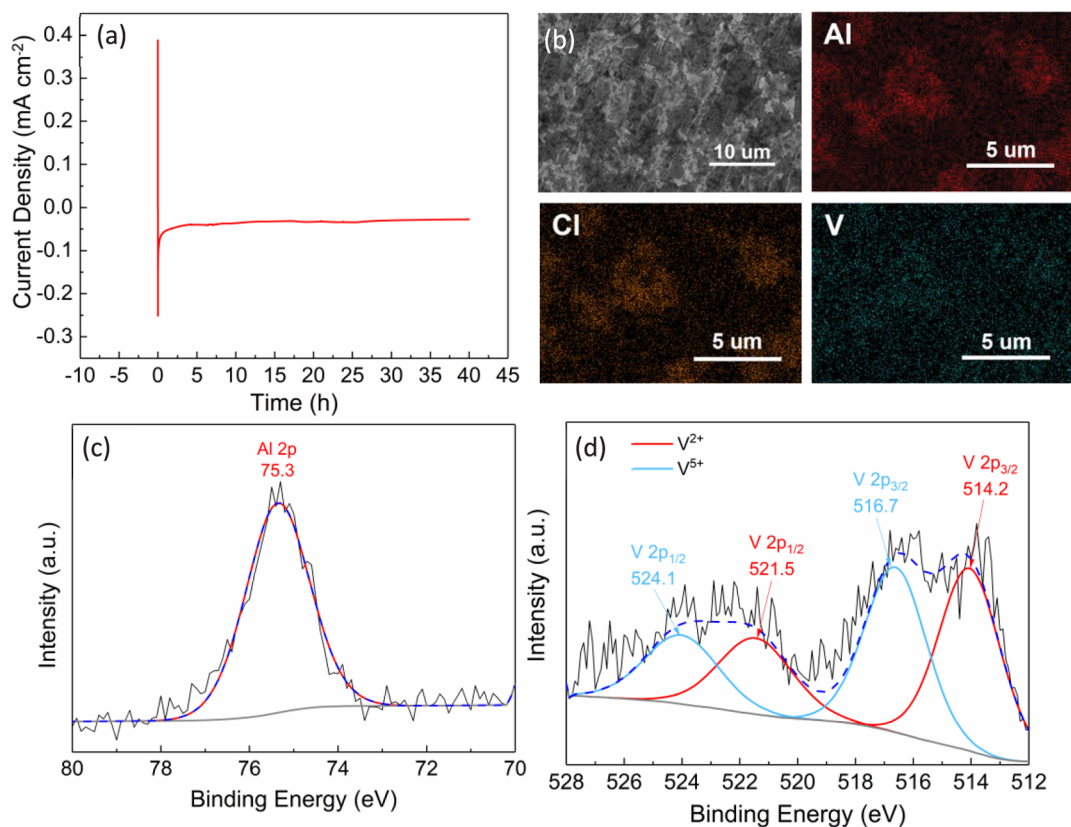 (a)
0.4
0.3
0.2
0.1
0.0
-0.1
-0.2
-0.3
Current Density (mA cm⁻²)
-10 -5 0 5 10 15 20 25 30 35 40 45
Time (h)
(b)
10 um
Al
5 um
Cl
5 um
V
5 um
(c)
Al 2p
75.3
Intensity (a.u.)
80 78 76 74 72 70
Binding Energy (eV)
(d)
V²⁺
V⁵⁺
V 2p₁/₂
524.1
V 2p₁/₂
521.5
V 2p₃/₂
516.7
V 2p₃/₂
514.2
Intensity (a.u.)
528 526 524 522 520 518 516 514 512
Binding Energy (eV)